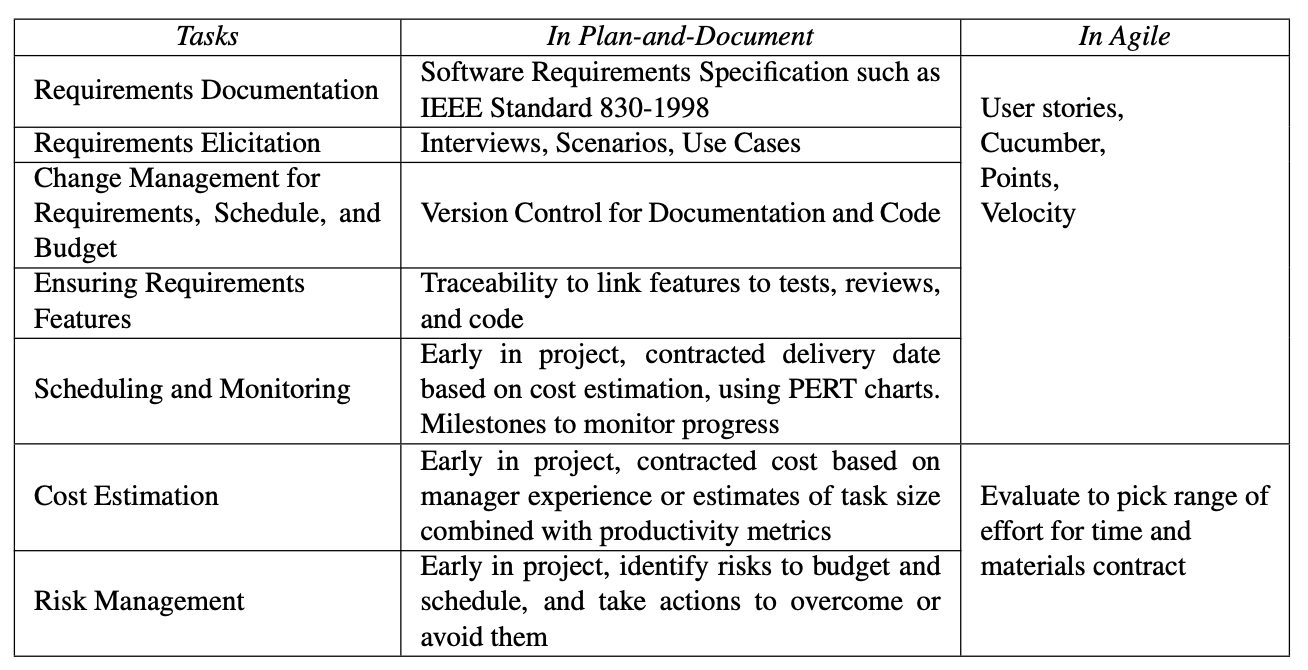 Tasks
In Plan-and-Document
In Agile
Requirements Documentation
Software Requirements Specification such as
IEEE Standard 830-1998
Requirements Elicitation
Interviews, Scenarios, Use Cases
Change Management for
Requirements, Schedule, and
Budget
Version Control for Documentation and Code
Ensuring Requirements
Features
Traceability to link features to tests, reviews,
and code
Scheduling and Monitoring
Early in project, contracted delivery date
based on cost estimation, using PERT charts.
Milestones to monitor progress
User stories,
Cucumber,
Points,
Velocity
Cost Estimation
Early in project, contracted cost based on
manager experience or estimates of task size
combined with productivity metrics
Risk Management
Early in project, identify risks to budget and
schedule, and take actions to overcome or
avoid them
Evaluate to pick range of
effort for time and
materials contract